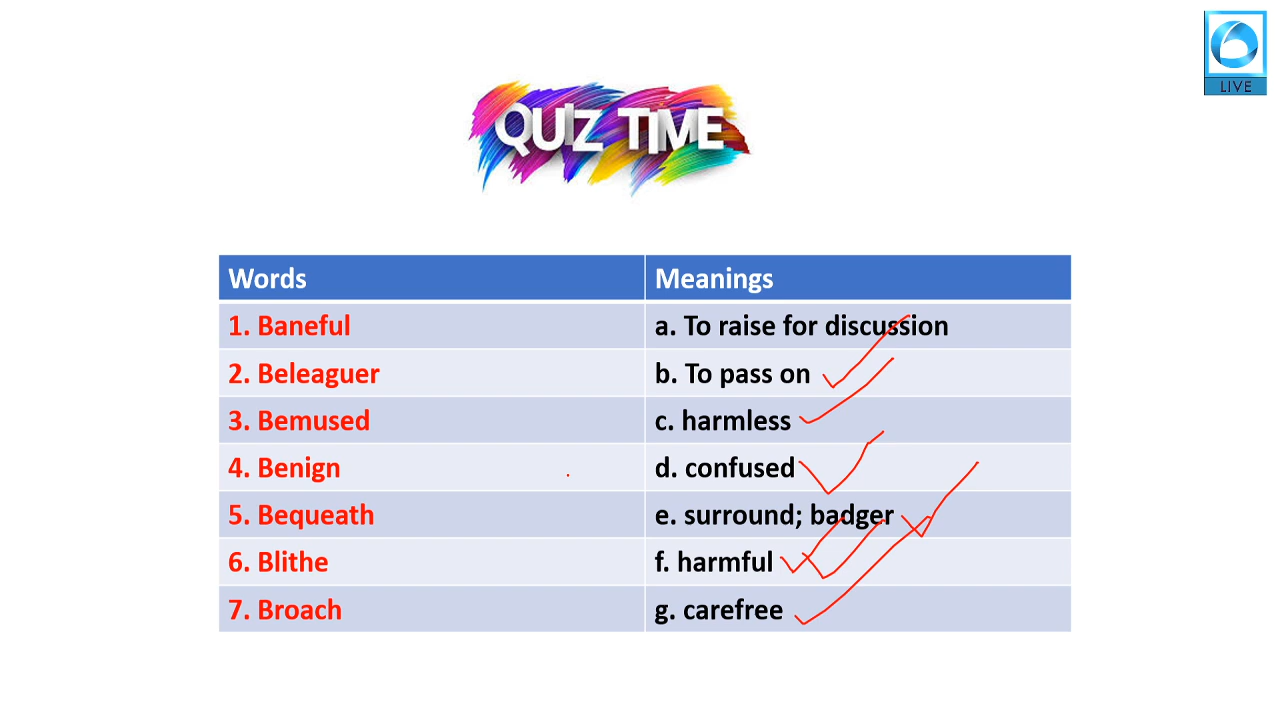 LIVE
QUIZ TIME
Words Meanings
1. Baneful a. To raise for discussion
2. Beleaguer b. To pass on
3. Bemused c. harmless
4. Benign d. confused
5. Bequeath e. surround; badger
6. Blithe f. harmful
7. Broach g. carefree